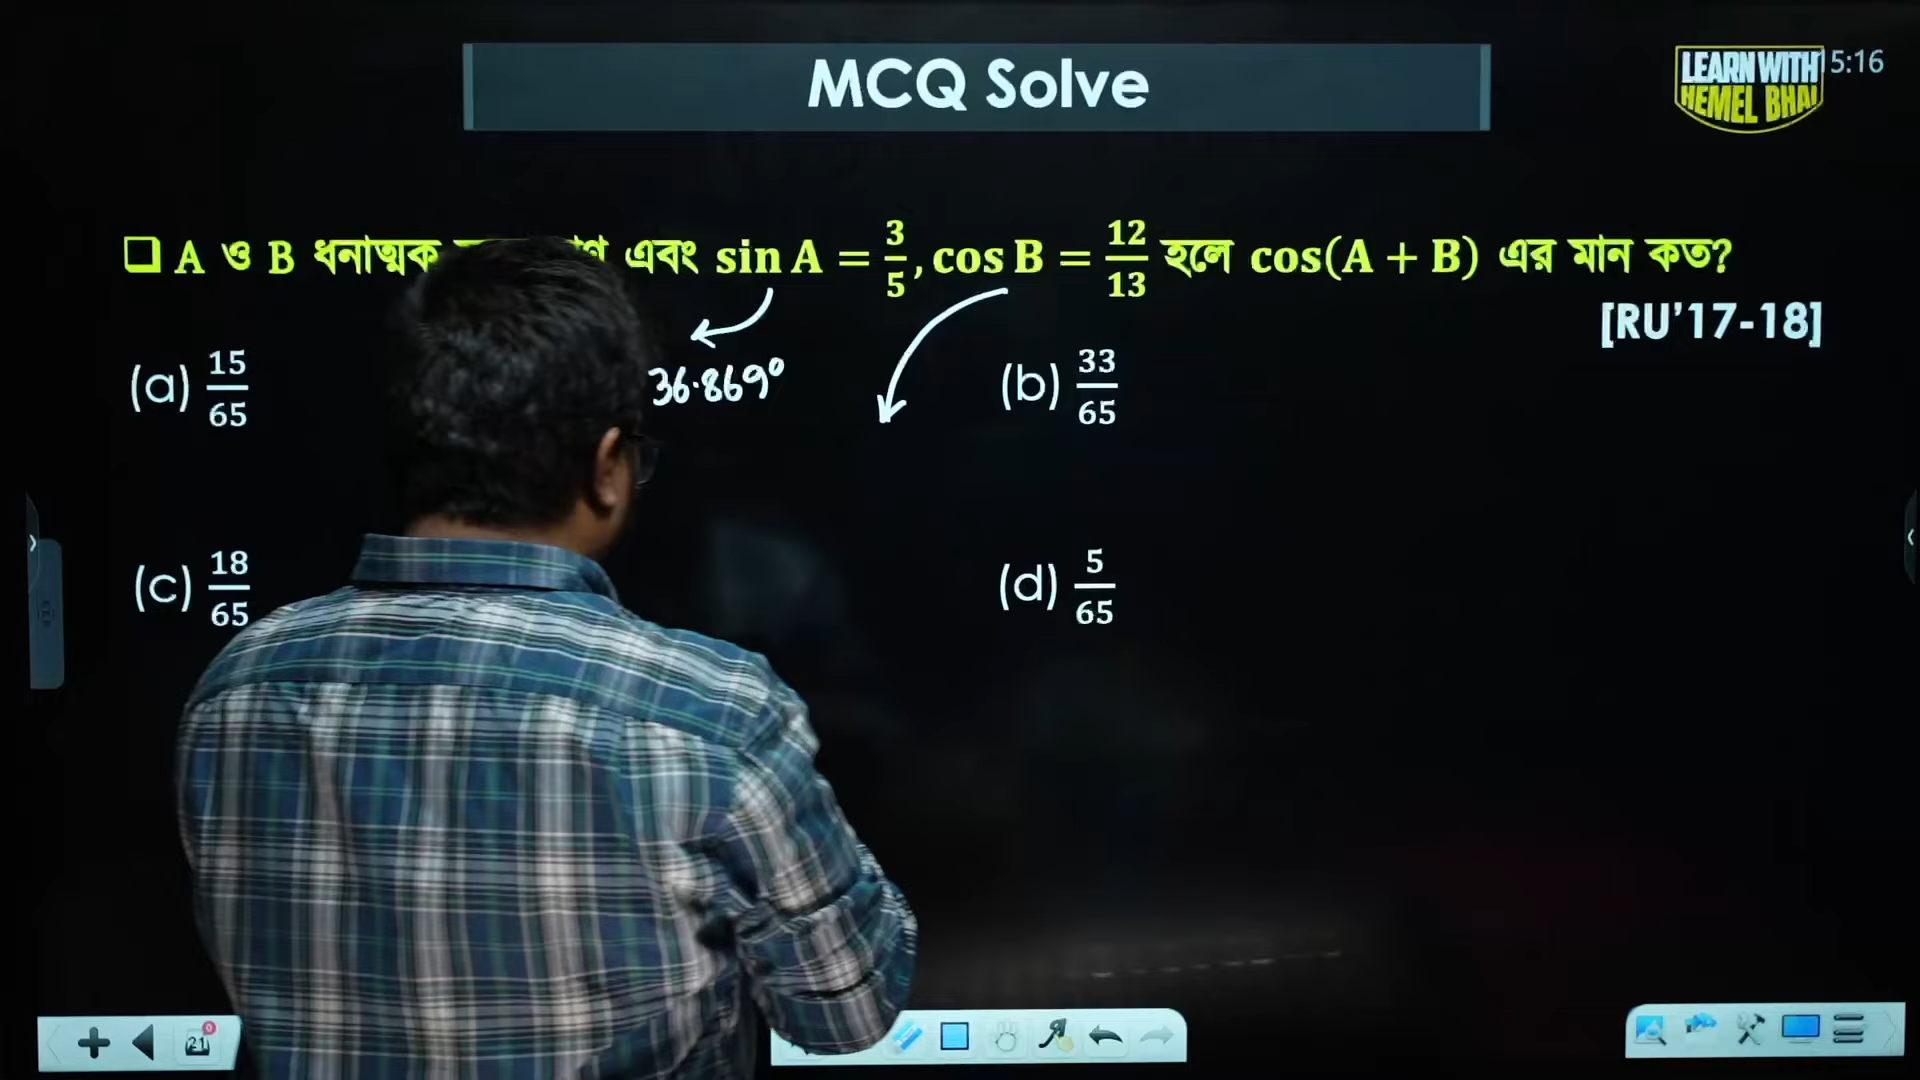 MCQ Solve
LEARN WITH
HEMEL BHAI
5:16
❑ A ও B ধনাত্মক এবং sin A = 3/5, cos B = 12/13 হলে cos(A + B) এর মান কত?
[RU'17-18]
36.869°
(a) 15/65
(b) 33/65
(c) 18/65
(d) 5/65
21
0